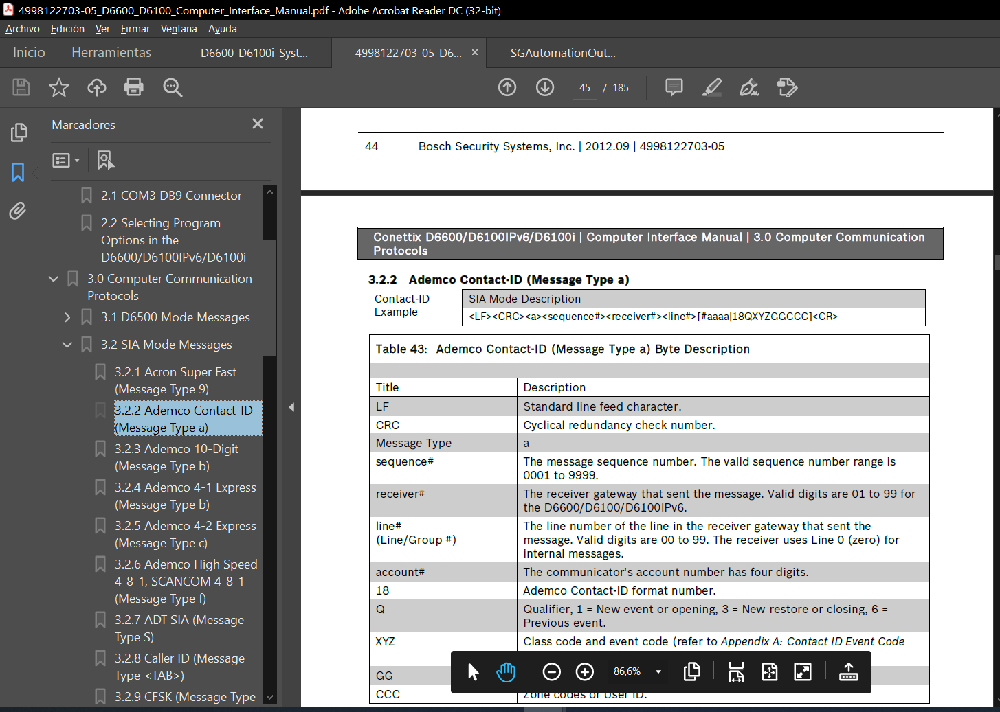 4998122703-05_D6600_D6100_Computer_Interface_Manual.pdf - Adobe Acrobat Reader DC (32-bit)
Archivo Edición Ver Firmar Ventana Ayuda
Inicio Herramientas D6600_D6100i_Syst... 4998122703-05_D6... × SGAutomationOut...
45 / 185
Marcadores
2.1 COM3 DB9 Connector
2.2 Selecting Program
Options in the
D6600/D6100IPv6/D6100i
3.0 Computer Communication
Protocols
3.1 D6500 Mode Messages
3.2 SIA Mode Messages
3.2.1 Acron Super Fast
(Message Type 9)
3.2.2 Ademco Contact-ID
(Message Type a)
3.2.3 Ademco 10-Digit
(Message Type b)
3.2.4 Ademco 4-1 Express
(Message Type b)
3.2.5 Ademco 4-2 Express
(Message Type c)
3.2.6 Ademco High Speed
4-8-1, SCANCOM 4-8-1
(Message Type f)
3.2.7 ADT SIA (Message
Type S)
3.2.8 Caller ID (Message
Type <TAB>)
3.2.9 CFSK (Message Type
44 Bosch Security Systems, Inc. | 2012.09 | 4998122703-05
Conettix D6600/D6100IPv6/D6100i | Computer Interface Manual | 3.0 Computer Communication
Protocols
3.2.2 Ademco Contact-ID (Message Type a)
Contact-ID
Example
SIA Mode Description
<LF><CRC><a><sequence#><receiver#><line#>[#aaaa|18QXYZGGCCC]<CR>
Table 43: Ademco Contact-ID (Message Type a) Byte Description
Title Description
LF Standard line feed character.
CRC Cyclical redundancy check number.
Message Type a
sequence# The message sequence number. The valid sequence number range is
0001 to 9999.
receiver# The receiver gateway that sent the message. Valid digits are 01 to 99 for
the D6600/D6100/D6100IPv6.
line# The line number of the line in the receiver gateway that sent the
(Line/Group #) message. Valid digits are 00 to 99. The receiver uses Line 0 (zero) for
internal messages.
account# The communicator's account number has four digits.
18 Ademco Contact-ID format number.
Q Qualifier, 1 = New event or opening, 3 = New restore or closing, 6 =
Previous event.
XYZ Class code and event code (refer to Appendix A: Contact ID Event Code
GG
CCC Zone codes or User ID.
86,6%